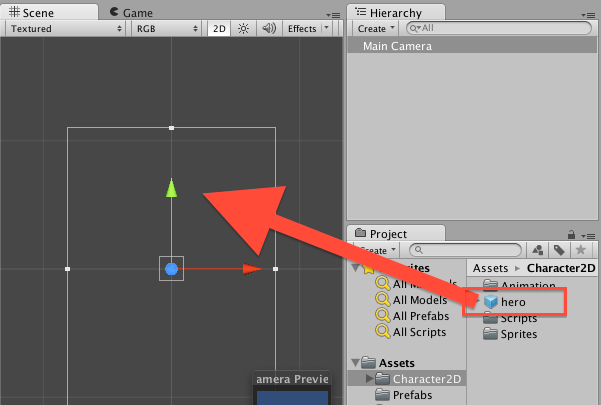 Scene
Game
Textured
RGB
2D
Effects
Hierarchy
Create
All
Main Camera
Project
Create
All Models
All Prefabs
All Scripts
Assets
Character2D
Prefabs
Assets Character2D
Animation
hero
Scripts
Sprites
amera Previe